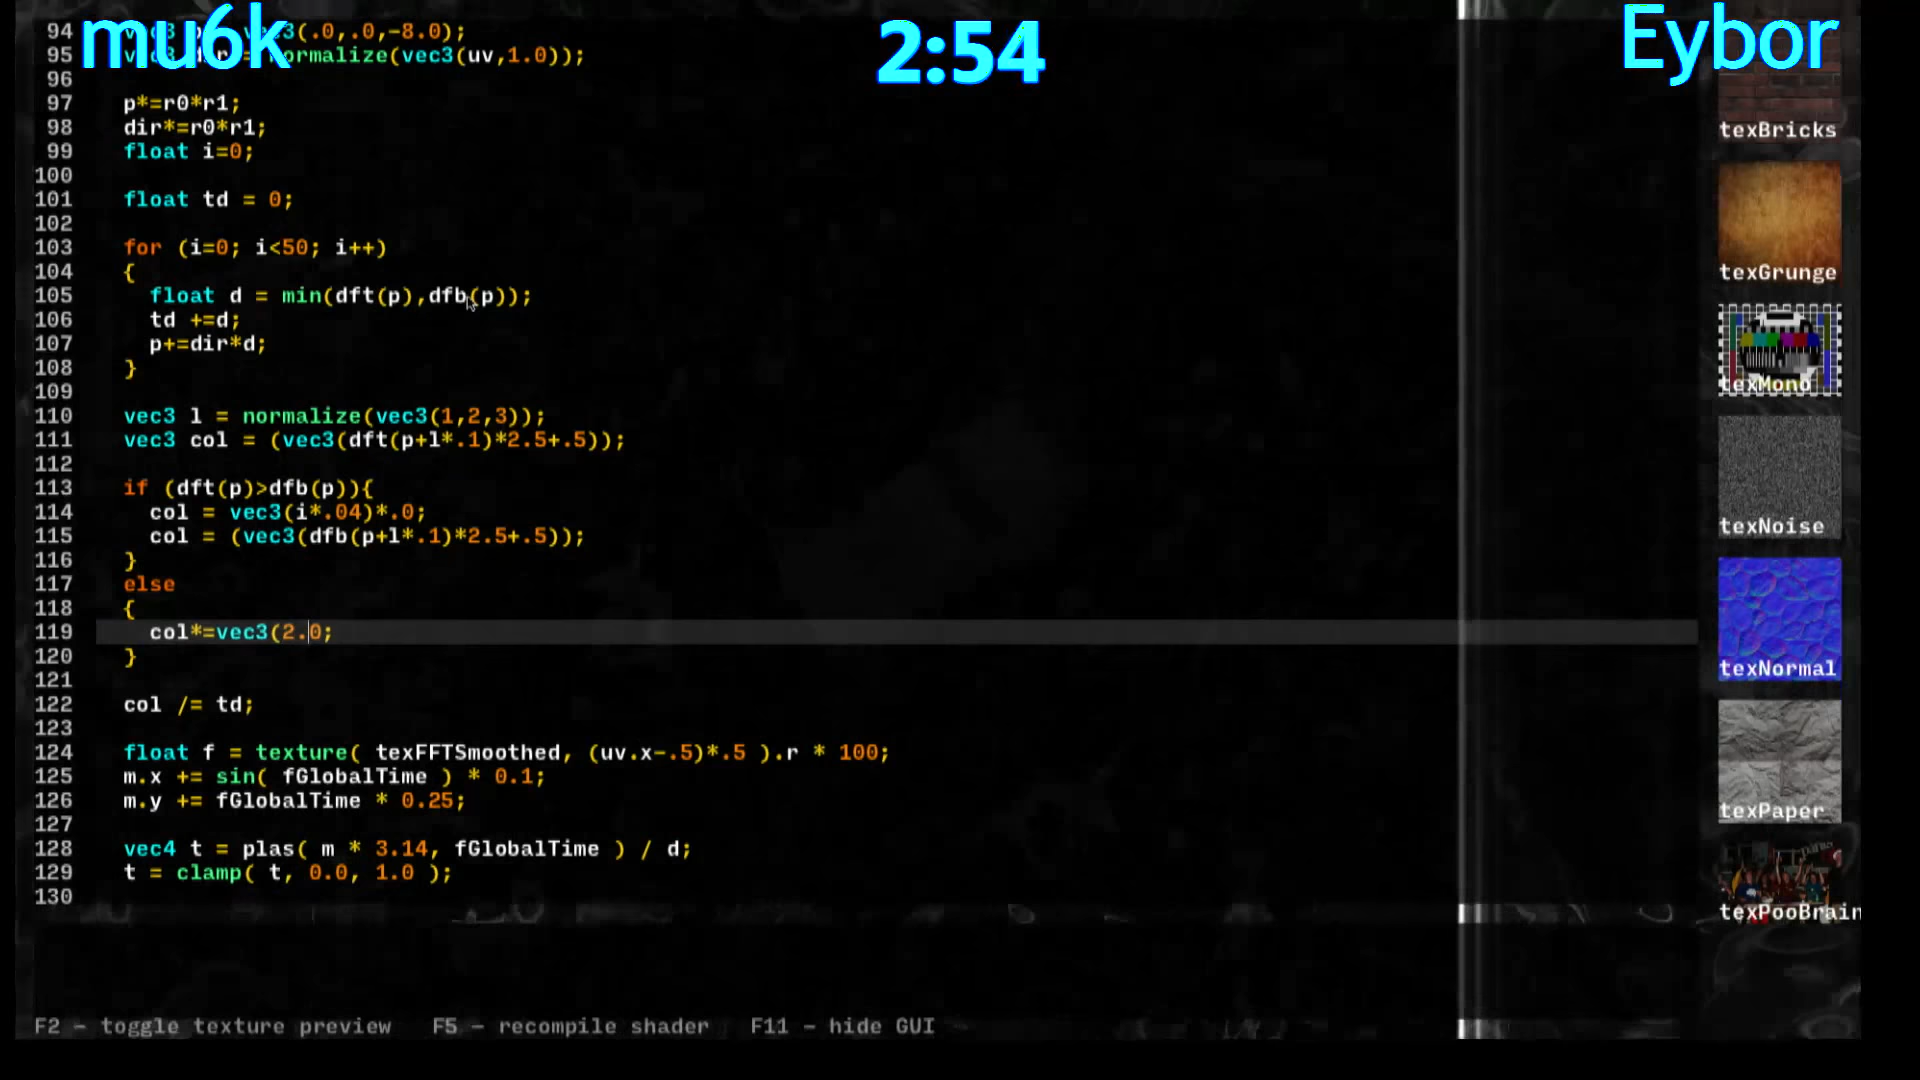 mu6k
2:54
Eybor
94 vec3 p = vec3(.0,.0,-8.0);
95 vec3 dir = normalize(vec3(uv,1.0));
96
97 p*=r0*r1;
98 dir*=r0*r1;
99 float i=0;
100
101 float td = 0;
102
103 for (i=0; i<50; i++)
104 {
105 float d = min(dft(p),dfb(p));
106 td +=d;
107 p+=dir*d;
108 }
109
110 vec3 l = normalize(vec3(1,2,3));
111 vec3 col = (vec3(dft(p+l*.1)*2.5+.5));
112
113 if (dft(p)>dfb(p)){
114 col = vec3(i*.04)*.0;
115 col = (vec3(dfb(p+l*.1)*2.5+.5));
116 }
117 else
118 {
119 col*=vec3(2.0;
120 }
121
122 col /= td;
123
124 float f = texture( texFFTSmoothed, (uv.x-.5)*.5 ).r * 100;
125 m.x += sin( fGlobalTime ) * 0.1;
126 m.y += fGlobalTime * 0.25;
127
128 vec4 t = plas( m * 3.14, fGlobalTime ) / d;
129 t = clamp( t, 0.0, 1.0 );
130
texBricks
texGrunge
texMono
texNoise
texNormal
texPaper
texPooBrain
F2 - toggle texture preview F5 - recompile shader F11 - hide GUI